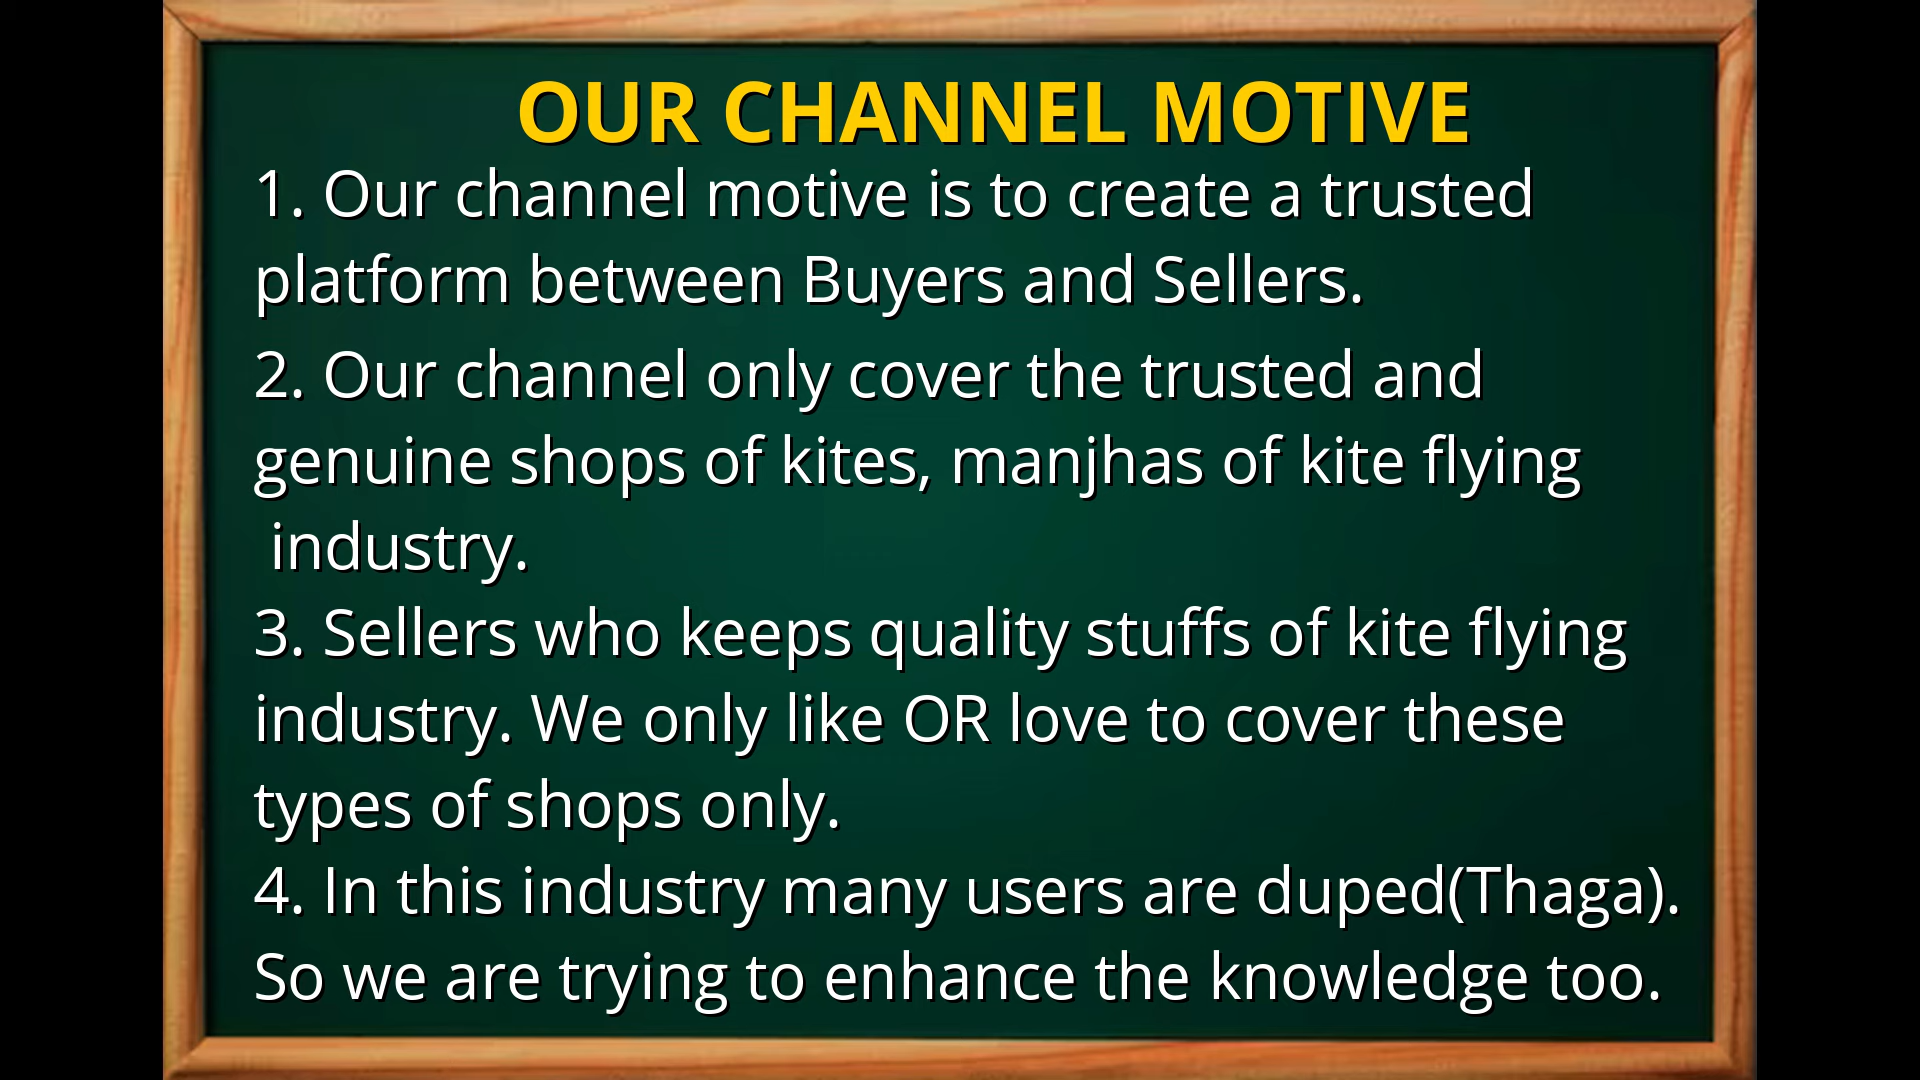 OUR CHANNEL MOTIVE
1. Our channel motive is to create a trusted
platform between Buyers and Sellers.
2. Our channel only cover the trusted and
genuine shops of kites, manjhas of kite flying
industry.
3. Sellers who keeps quality stuffs of kite flying
industry. We only like OR love to cover these
types of shops only.
4. In this industry many users are duped(Thaga).
So we are trying to enhance the knowledge too.